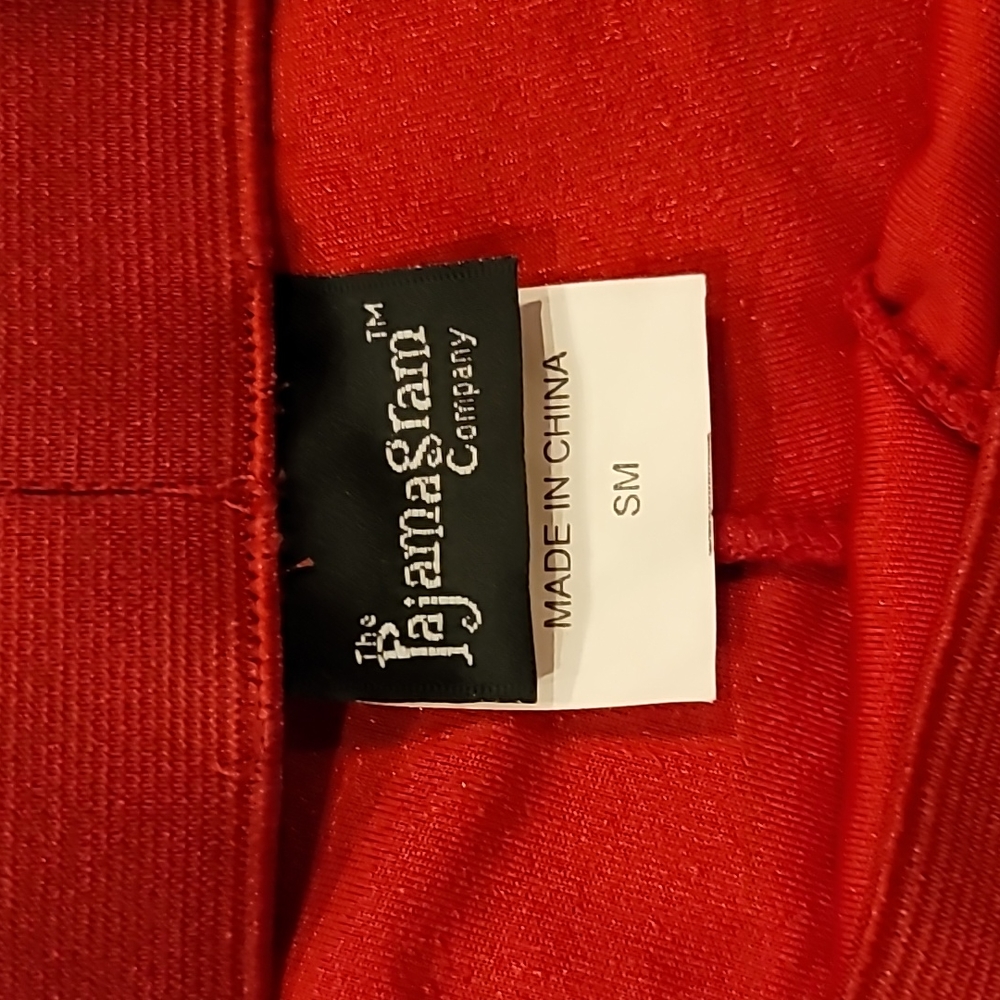 The
Pajamagram™
Company
MADE IN CHINA
SM